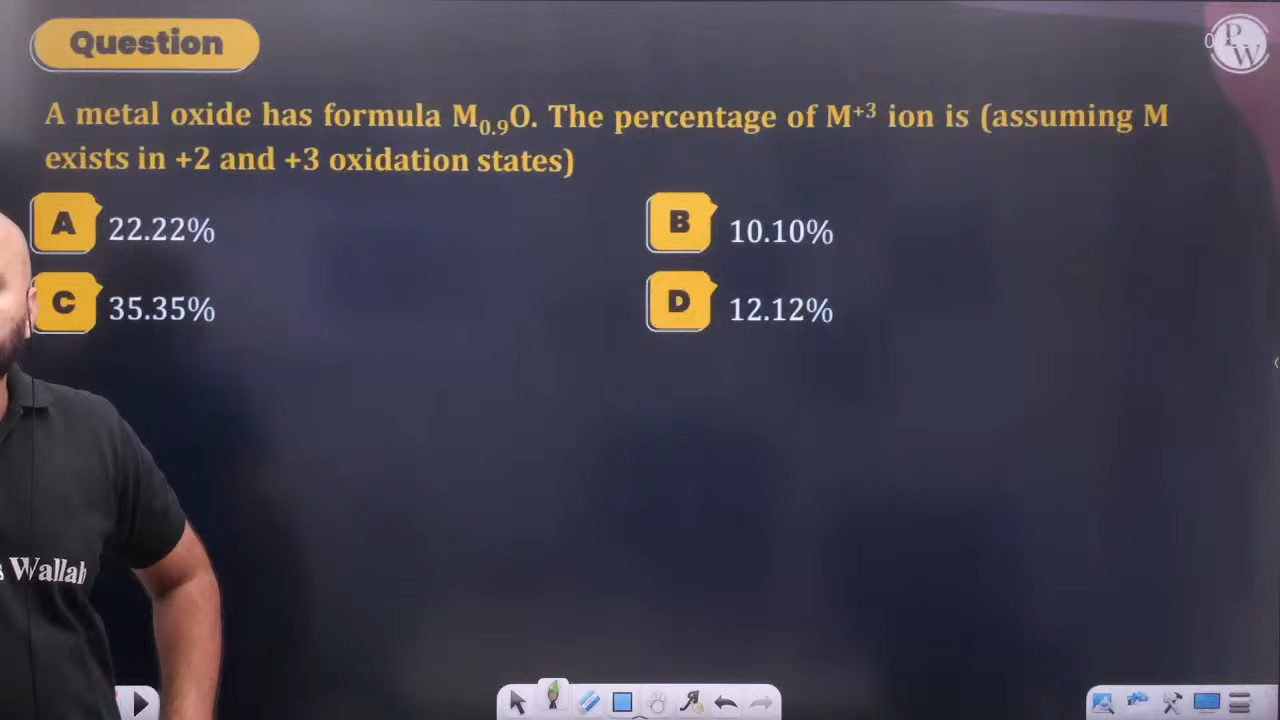 Question
P
W
A metal oxide has formula M₀.₉O. The percentage of M⁺³ ion is (assuming M
exists in +2 and +3 oxidation states)
A 22.22%
B 10.10%
C 35.35%
D 12.12%
s Wallah